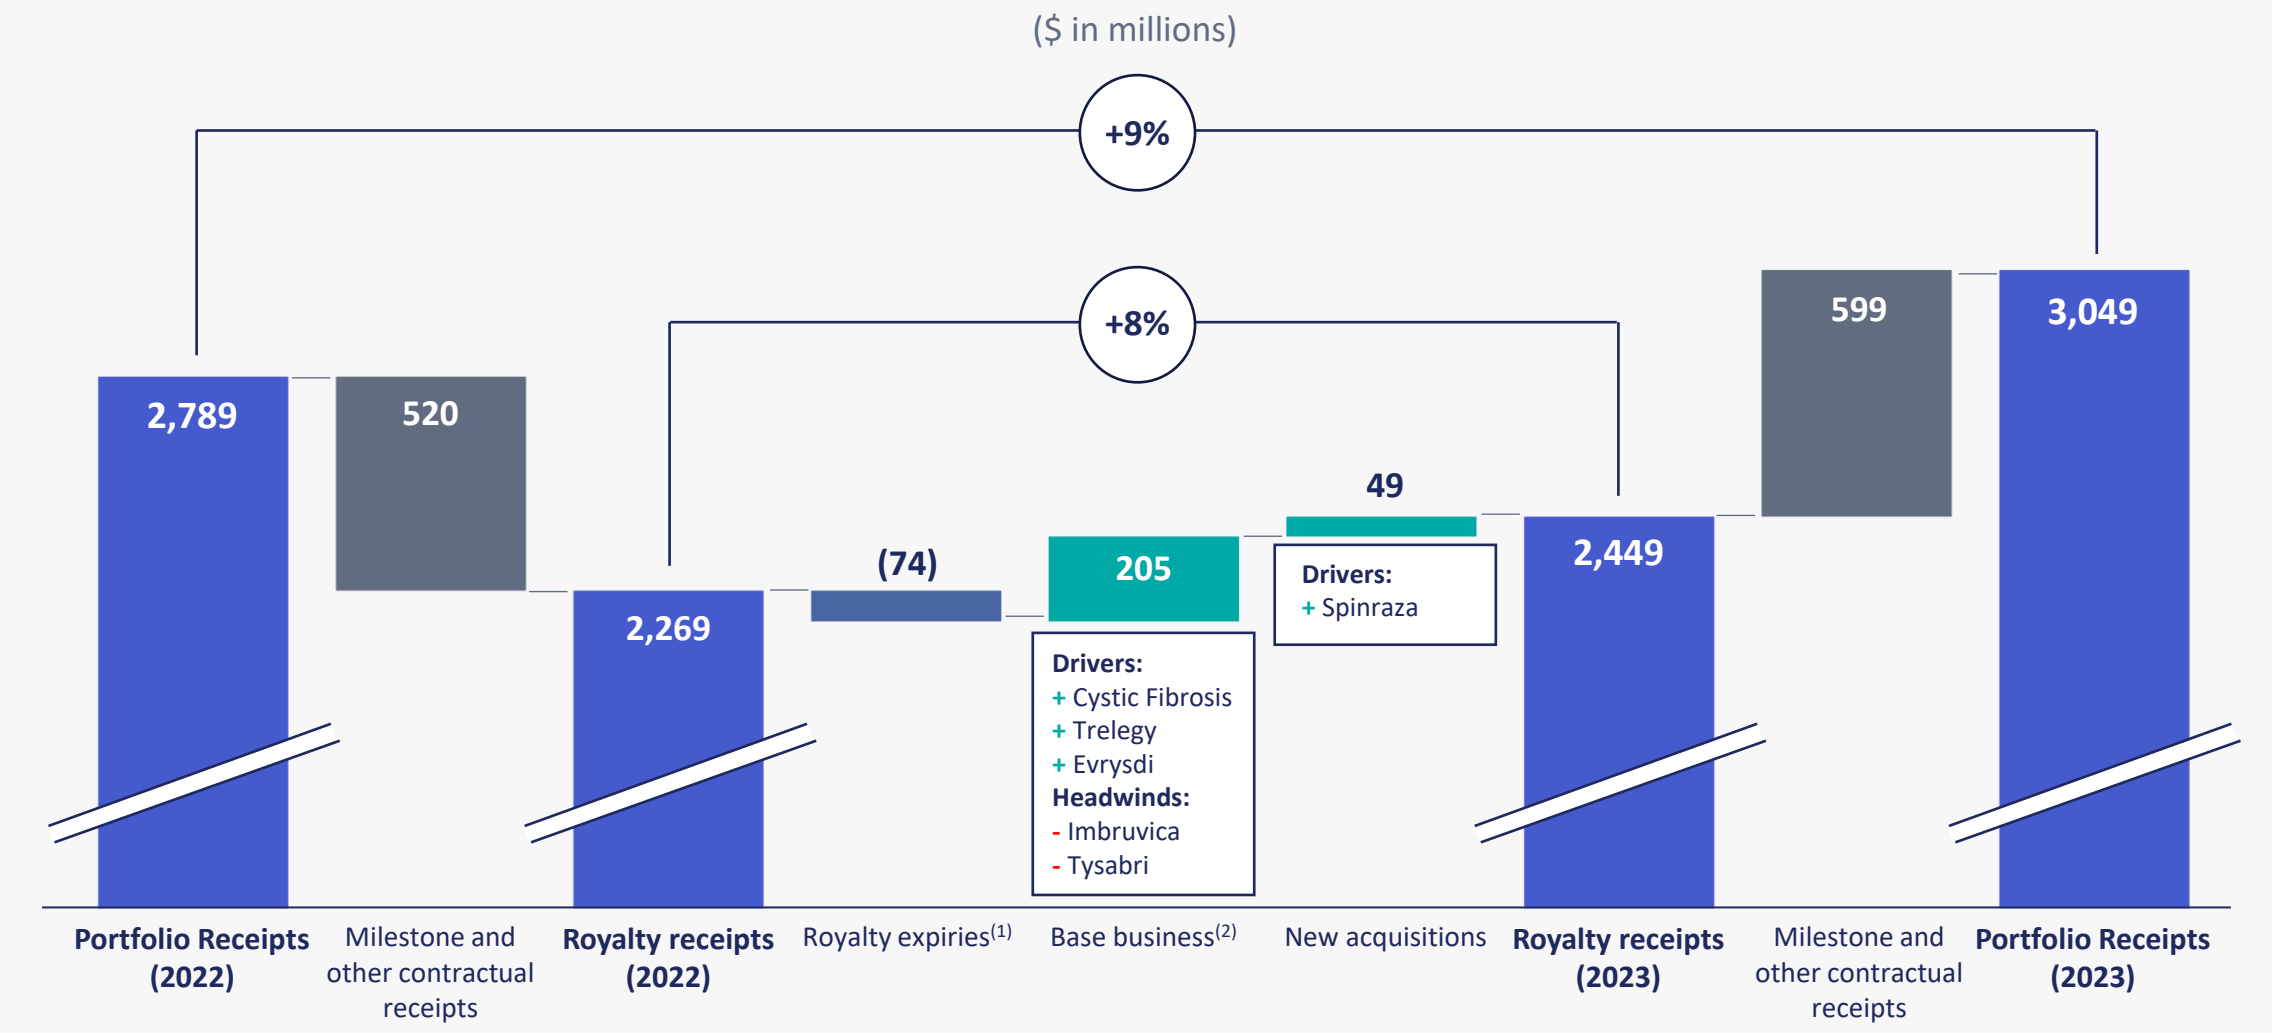 ($ in millions)
+9%
+8%
2,789
520
2,269
(74)
205
49
2,449
599
3,049
Drivers:
+ Spinraza
Drivers:
+ Cystic Fibrosis
+ Trelegy
+ Evrysdi
Headwinds:
- Imbruvica
- Tysabri
Portfolio Receipts
(2022)
Milestone and
other contractual
receipts
Royalty receipts
(2022)
Royalty expiries(1)
Base business(2)
New acquisitions
Royalty receipts
(2023)
Milestone and
other contractual
receipts
Portfolio Receipts
(2023)